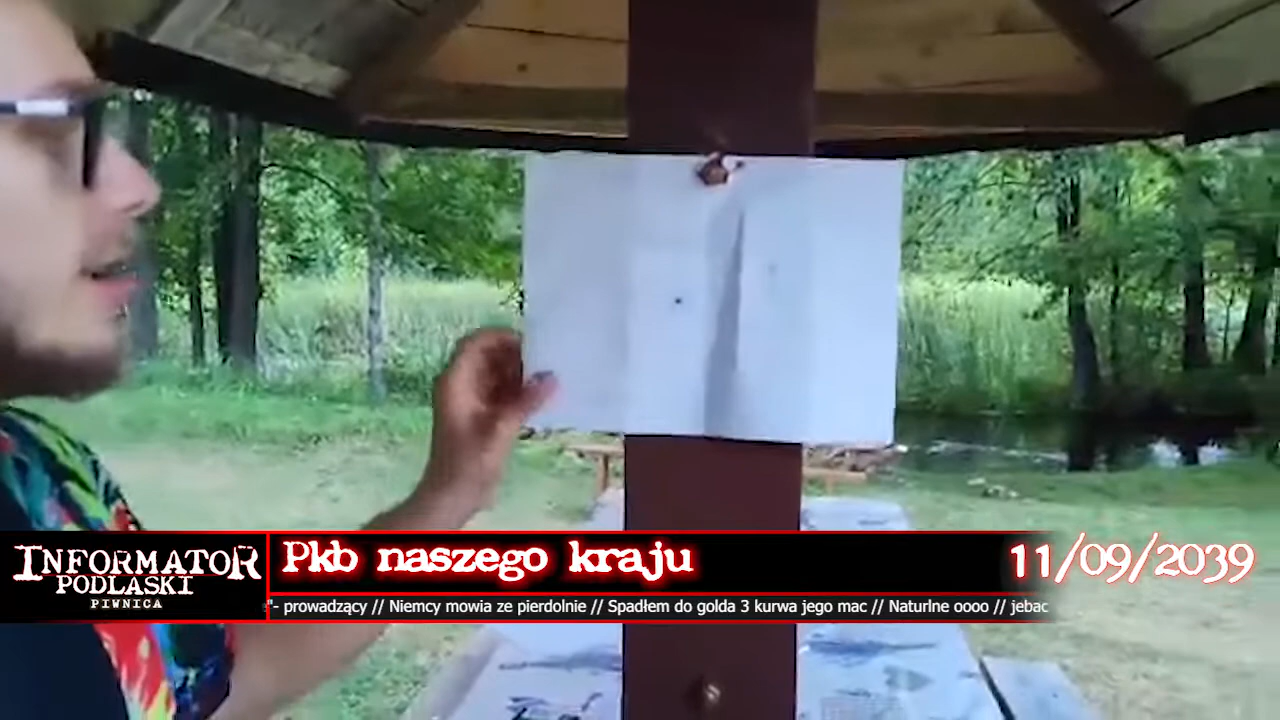 INFORMATOR
PODLASKI
PIWNICA
Pkb naszego kraju
11/09/2039
"- prowadzący // Niemcy mowia ze pierdolnie // Spadłem do golda 3 kurwa jego mac // Naturlne oooo // jebac